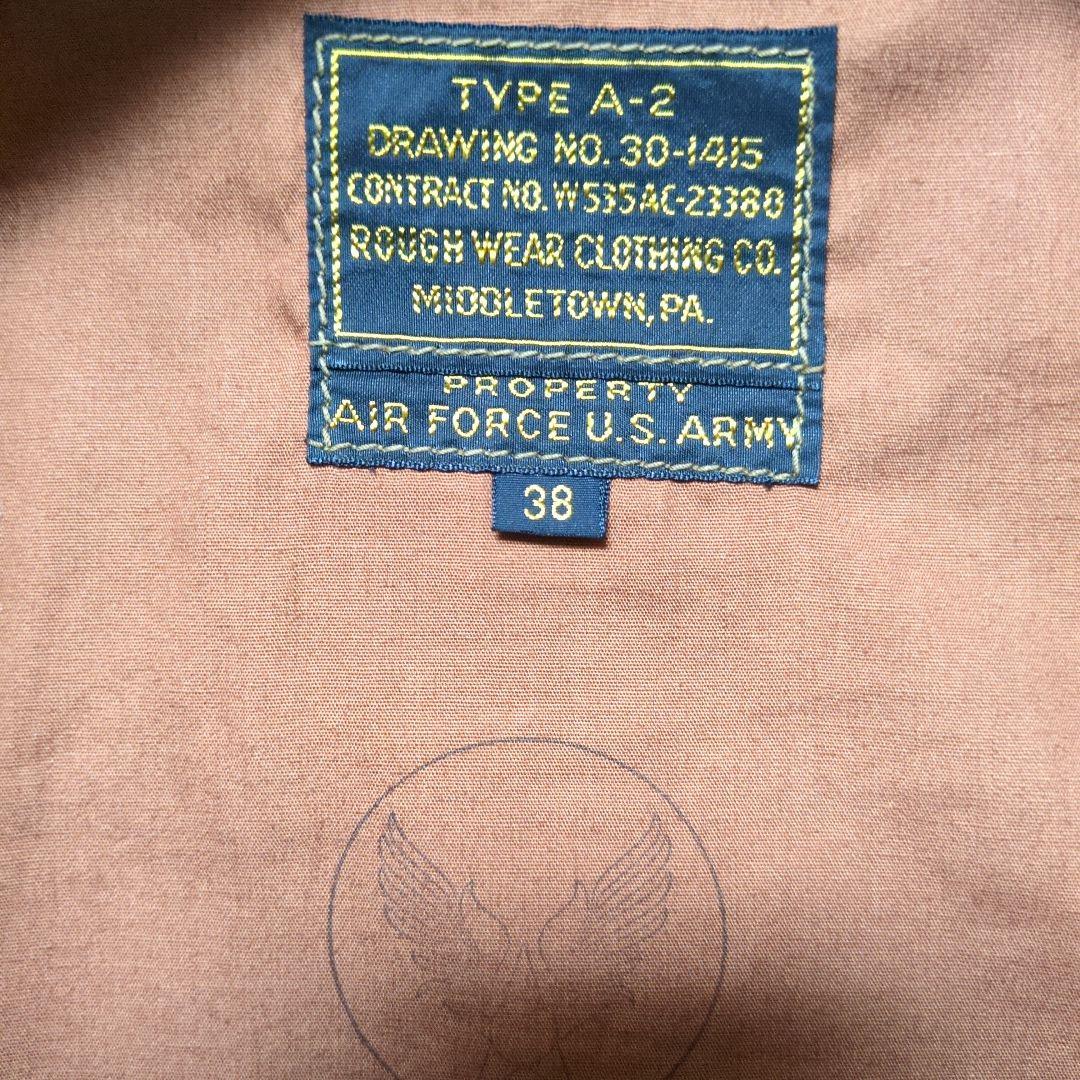 TYPE A-2
DRAWING NO. 30-1415
CONTRACT NO. W535AC-23380
ROUGH WEAR CLOTHING CO.
MIDDLETOWN, PA.
PROPERTY
AIR FORCE U.S. ARMY
38